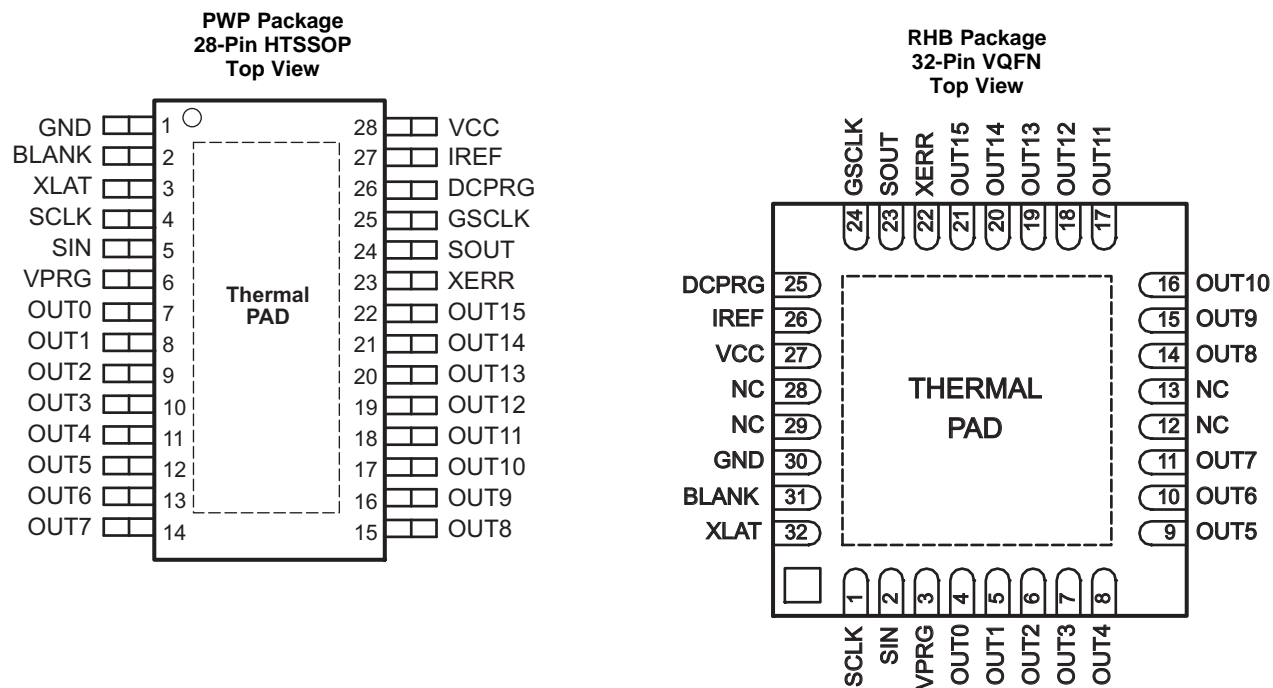 PWP Package
28-Pin HTSSOP
Top View
GND 1
BLANK 2
XLAT 3
SCLK 4
SIN 5
VPRG 6
OUT0 7
OUT1 8
OUT2 9
OUT3 10
OUT4 11
OUT5 12
OUT6 13
OUT7 14
Thermal
PAD
28 VCC
27 IREF
26 DCPRG
25 GSCLK
24 SOUT
23 XERR
22 OUT15
21 OUT14
20 OUT13
19 OUT12
18 OUT11
17 OUT10
16 OUT9
15 OUT8
RHB Package
32-Pin VQFN
Top View
GSCLK 24
SOUT 23
XERR 22
OUT15 21
OUT14 20
OUT13 19
OUT12 18
OUT11 17
DCPRG 25
IREF 26
VCC 27
NC 28
NC 29
GND 30
BLANK 31
XLAT 32
THERMAL
PAD
16 OUT10
15 OUT9
14 OUT8
13 NC
12 NC
11 OUT7
10 OUT6
9 OUT5
SCLK 1
SIN 2
VPRG 3
OUT0 4
OUT1 5
OUT2 6
OUT3 7
OUT4 8